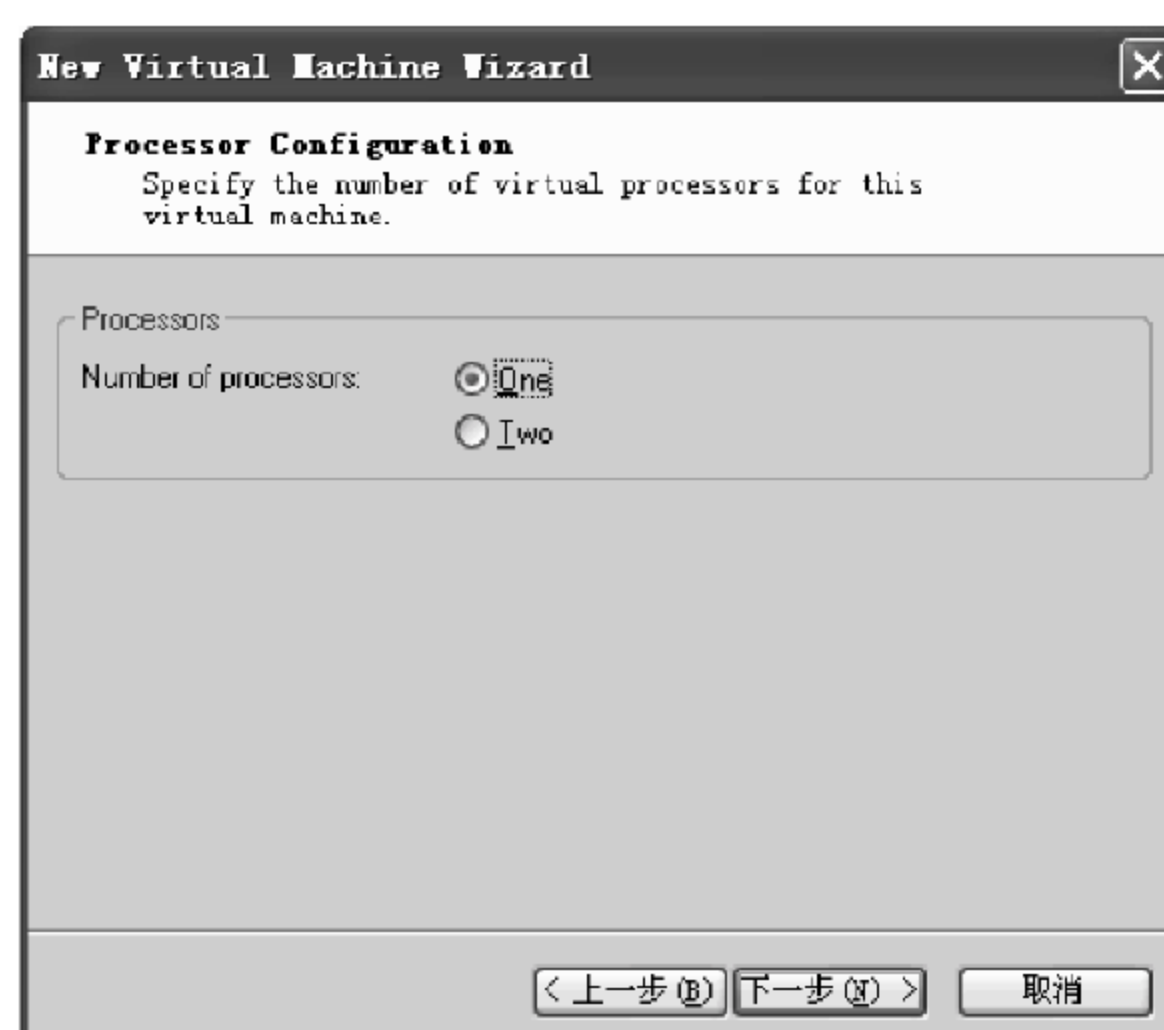 New Virtual Machine Wizard
Processor Configuration
Specify the number of virtual processors for this
virtual machine.
Processors
Number of processors:
One
Two
< 上一步(B)
下一步(N) >
取消